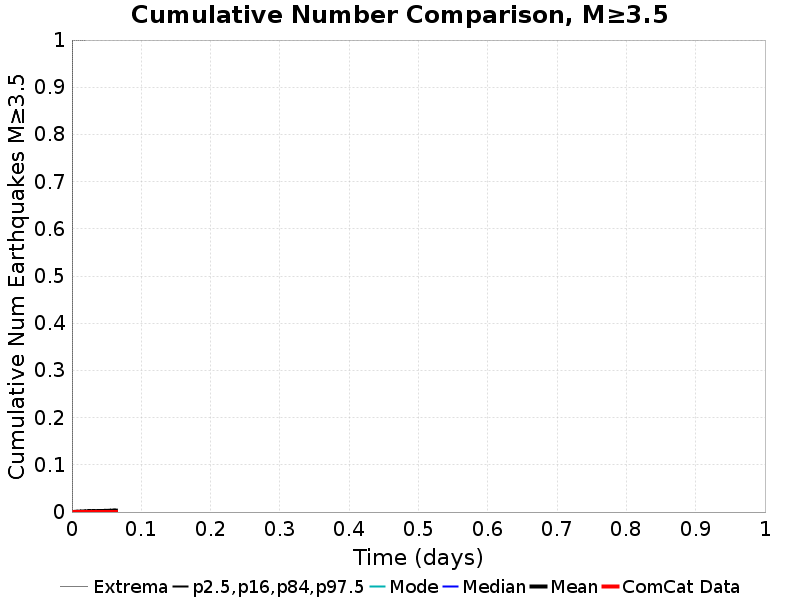 Cumulative Number Comparison, M≥3.5
Cumulative Num Earthquakes M≥3.5
1
0.9
0.8
0.7
0.6
0.5
0.4
0.3
0.2
0.1
0
0 0.1 0.2 0.3 0.4 0.5 0.6 0.7 0.8 0.9 1
Time (days)
Extrema p2.5,p16,p84,p97.5 Mode Median Mean ComCat Data